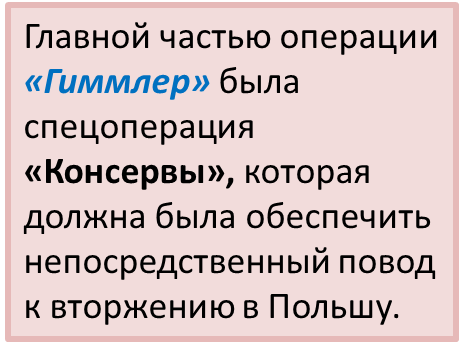 Главной частью операции
«Гиммлер» была
спецоперация
«Консервы», которая
должна была обеспечить
непосредственный повод
к вторжению в Польшу.